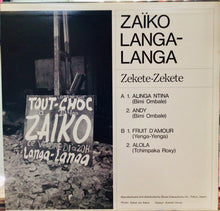 ZAÏKO
LANGA-
LANGA
Zekete-Zekete
A 1. ALINGA NTINA
(Bimi Ombale)
2. ANDY
(Bimi Ombale)
B 1. FRUIT D'AMOUR
(Yenga-Yenga)
2. ALOLA
(Tchimpaka Roxy)
TOUT-CHOC
ZAÏKO
Langa-Langa